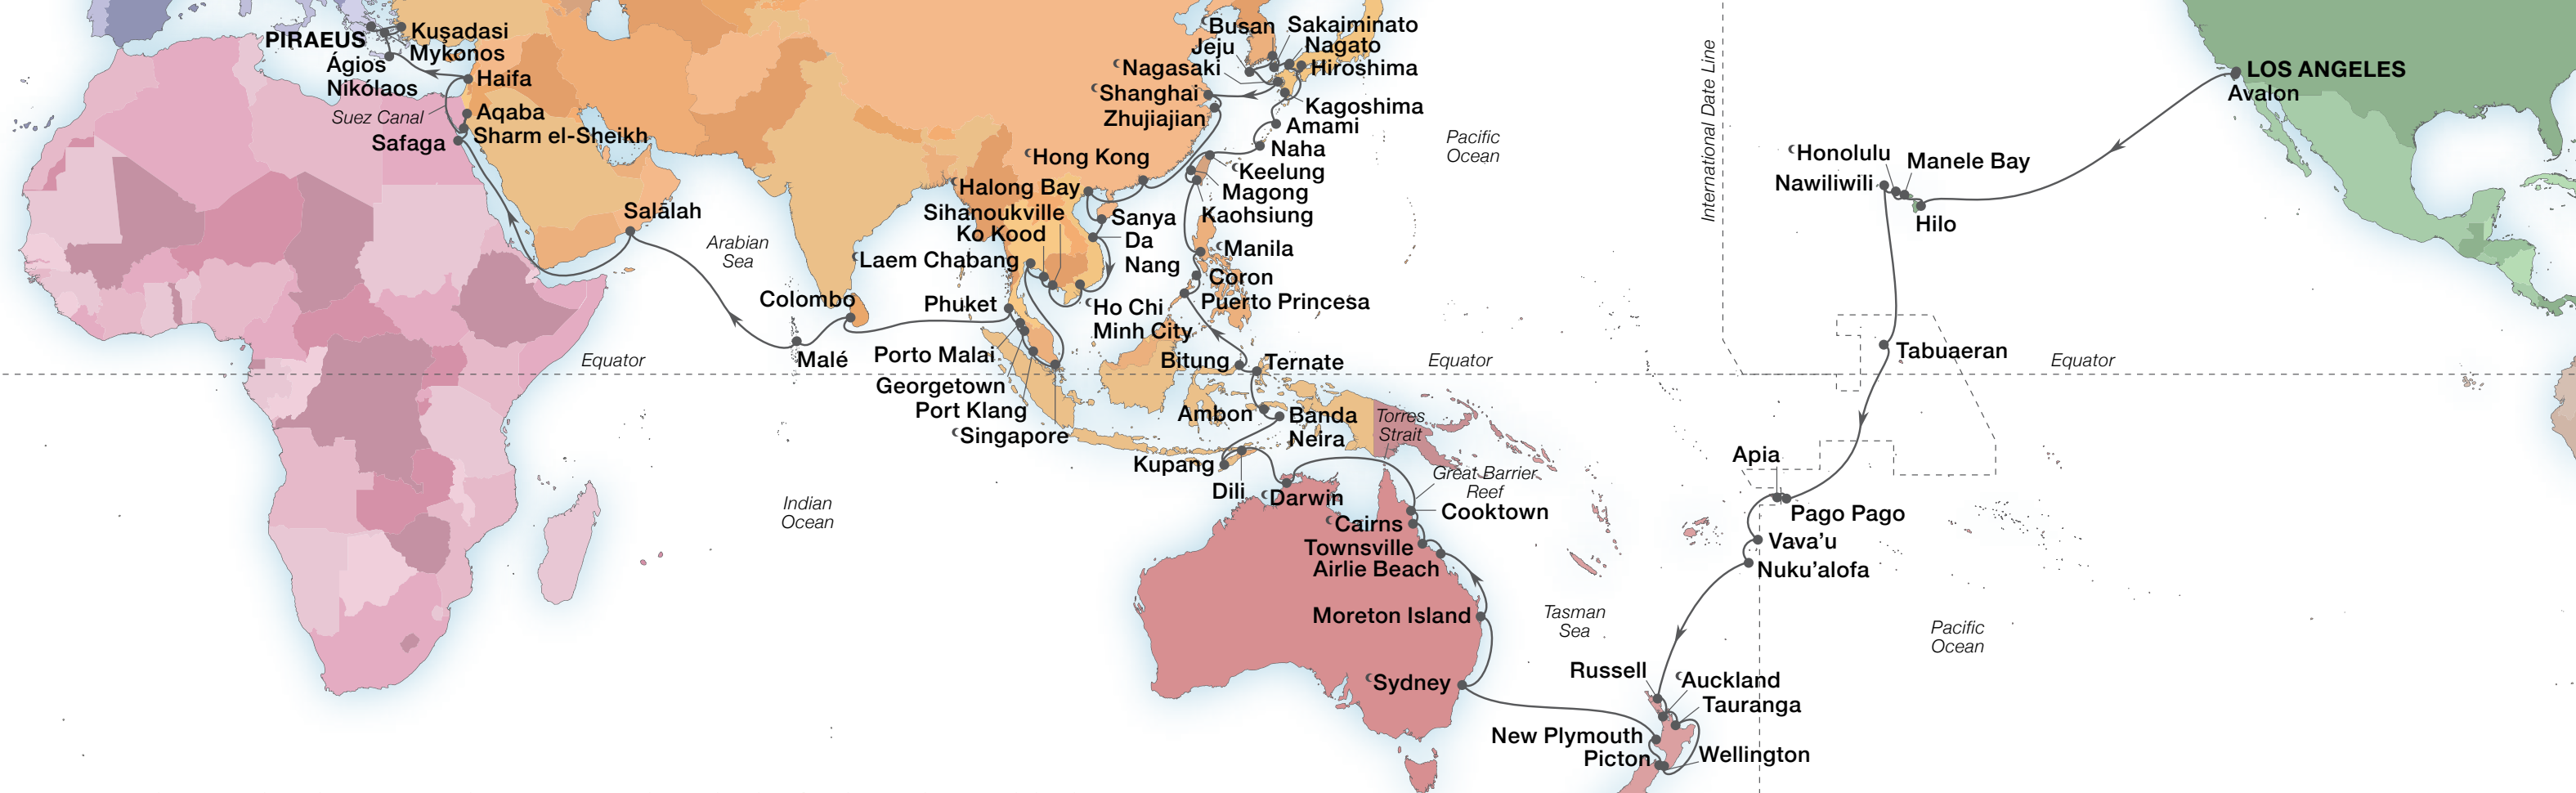 PIRAEUS
Kuşadasi
Mykonos
Ágios
Nikólaos
Haifa
Suez Canal
Aqaba
Sharm el-Sheikh
Safaga
Salālah
Arabian
Sea
Colombo
Malé
Equator
Indian
Ocean
Busan
Sakaiminato
Jeju
Nagato
Nagasaki
Hiroshima
Shanghai
Zhujiajian
Kagoshima
Amami
Naha
Hong Kong
Keelung
Magong
Kaohsiung
Halong Bay
Sihanoukville
Ko Kood
Sanya
Da
Nang
Laem Chabang
Manila
Coron
Puerto Princesa
Phuket
Ho Chi
Minh City
Porto Malai
Georgetown
Port Klang
Singapore
Bitung
Ternate
Ambon
Banda
Neira
Kupang
Dili
Darwin
Torres
Strait
Great Barrier
Reef
Cooktown
Cairns
Townsville
Airlie Beach
Moreton Island
Sydney
Tasman
Sea
Pacific
Ocean
Equator
International Date Line
Honolulu
Manele Bay
Nawiliwili
Hilo
LOS ANGELES
Avalon
Tabuaeran
Equator
Apia
Pago Pago
Vava’u
Nuku’alofa
Pacific
Ocean
Russell
Auckland
Tauranga
New Plymouth
Picton
Wellington